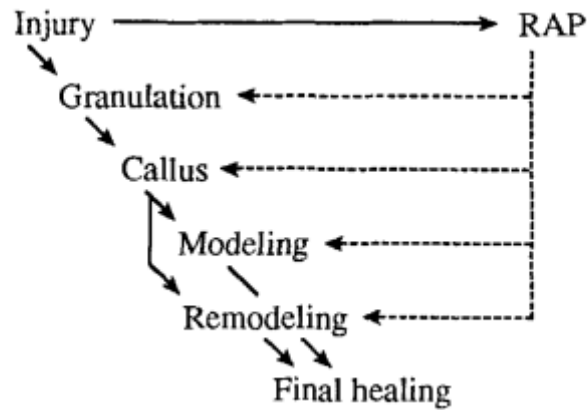 Injury RAP
Granulation
Callus
Modeling
Remodeling
Final healing